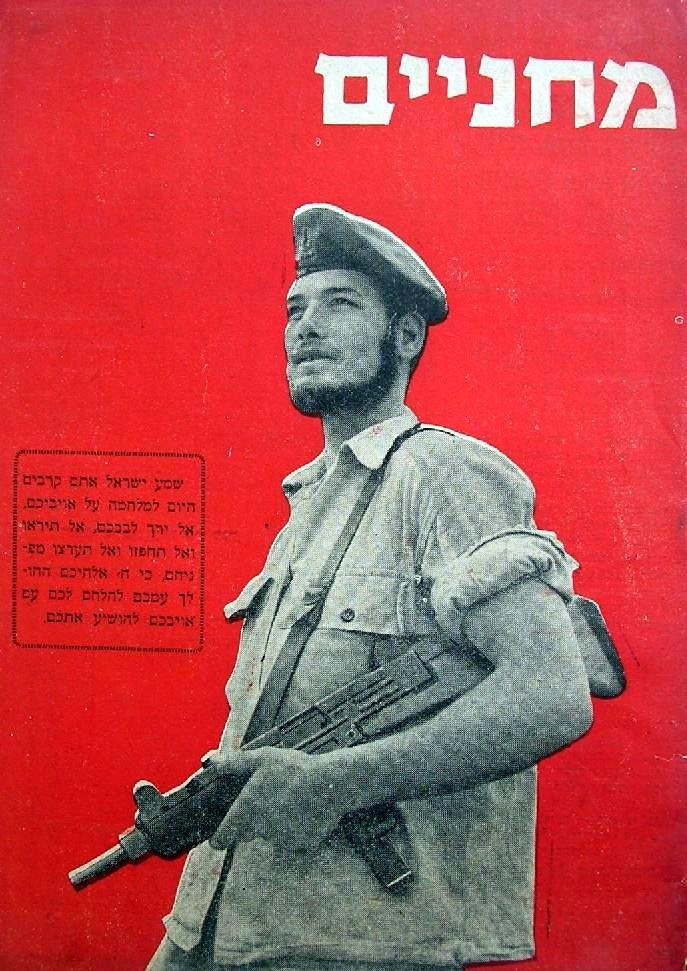 מחניים
שמע ישראל אתם קרבים
היום למלחמה על אויביכם,
אל ירך לבבכם, אל תיראו
ואל תחפזו ואל תערצו מפ־
ניהם, כי ה׳ אלהיכם ההו־
לך עמכם להלחם לכם עם
אויבכם להושיע אתכם.